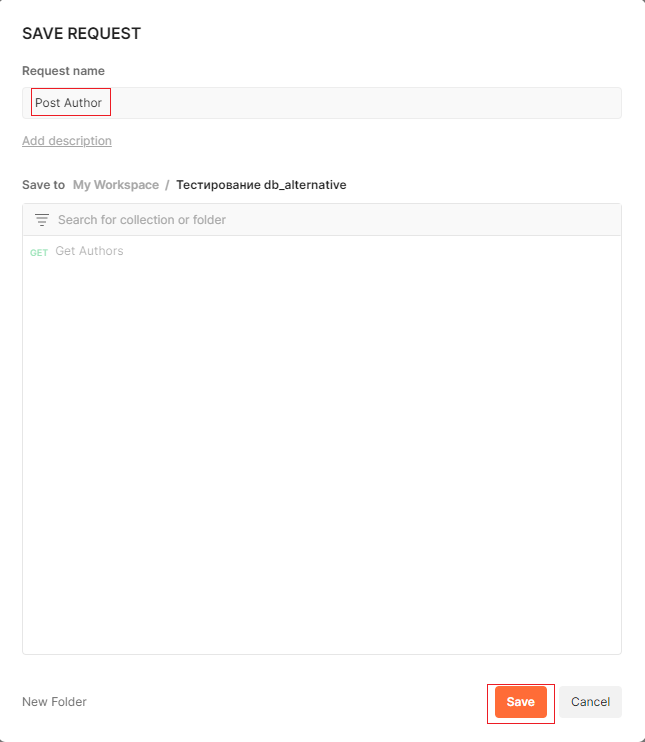 SAVE REQUEST
Request name
Post Author
Add description
Save to My Workspace / Тестирование db_alternative
Search for collection or folder
GET Get Authors
New Folder Save Cancel